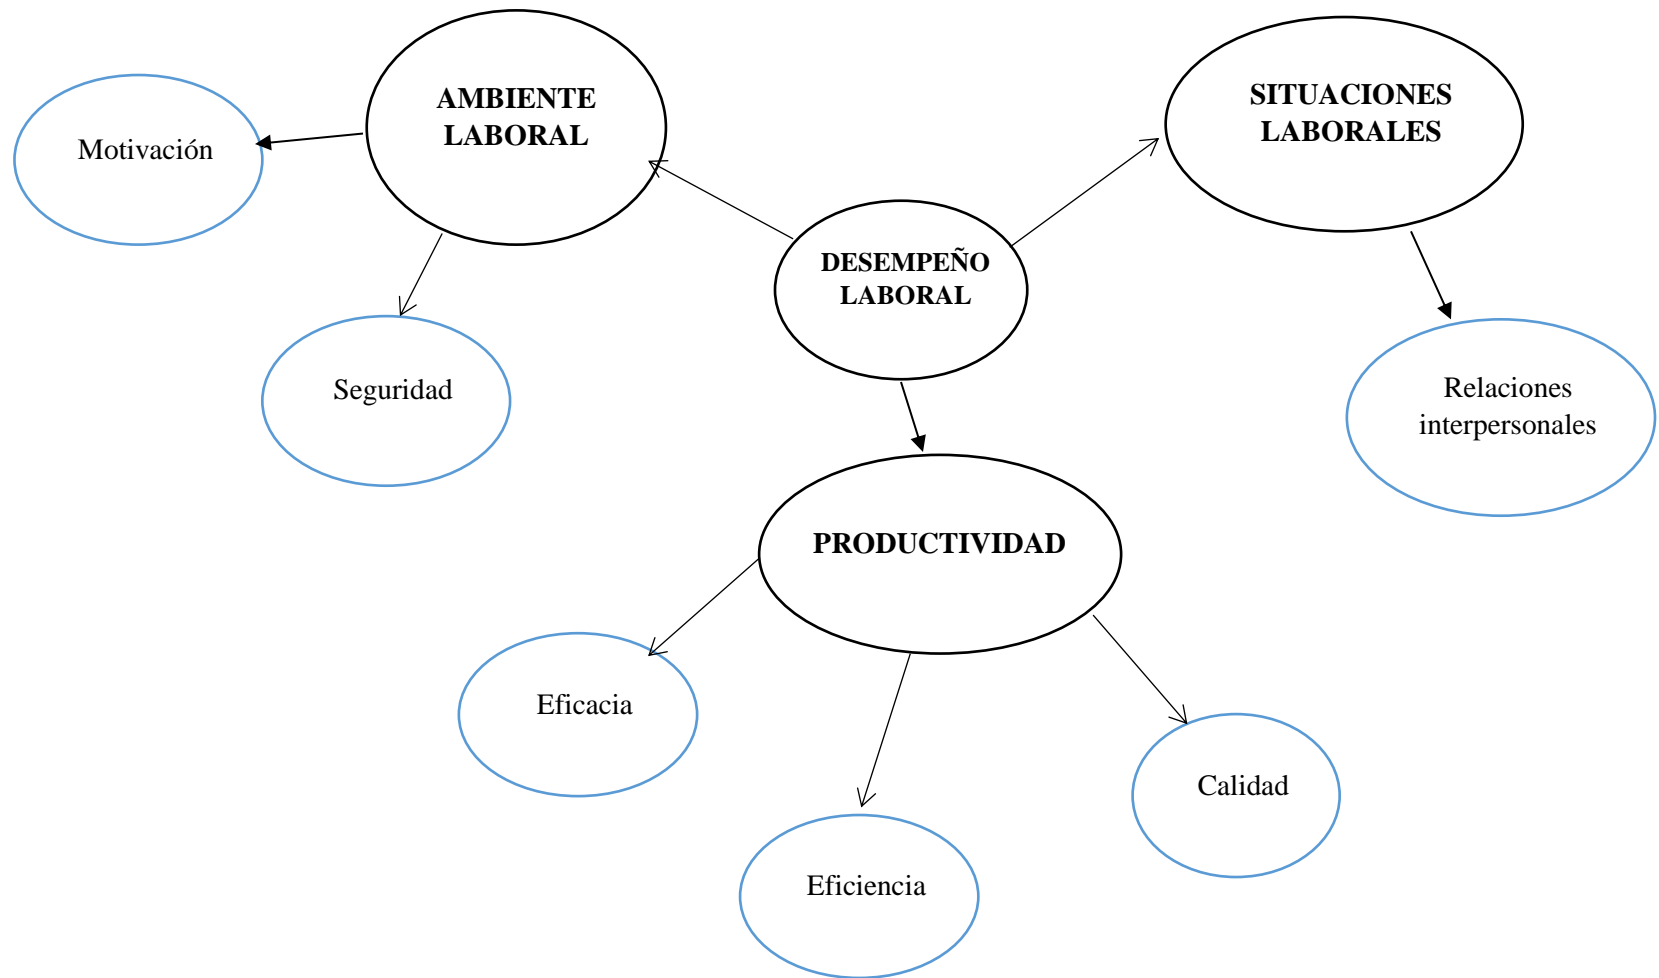 AMBIENTE
LABORAL
SITUACIONES
LABORALES
Motivación
DESEMPEÑO
LABORAL
Seguridad
Relaciones
interpersonales
PRODUCTIVIDAD
Eficacia
Calidad
Eficiencia